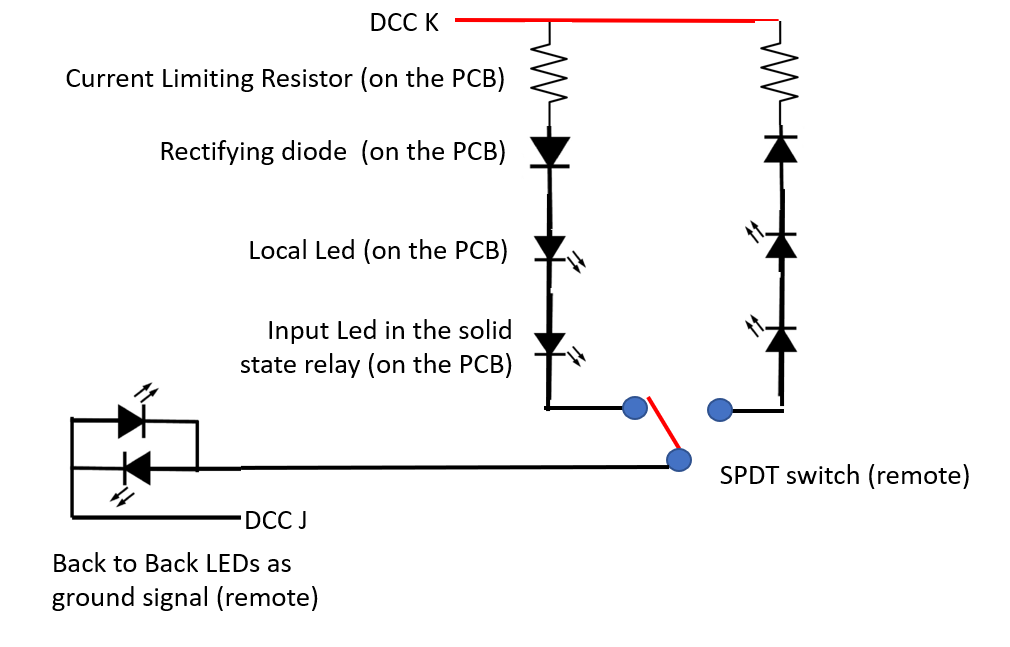 DCC K
Current Limiting Resistor (on the PCB)
Rectifying diode  (on the PCB)
Local Led (on the PCB)
Input Led in the solid
state relay (on the PCB)
SPDT switch (remote)
DCC J
Back to Back LEDs as
ground signal (remote)